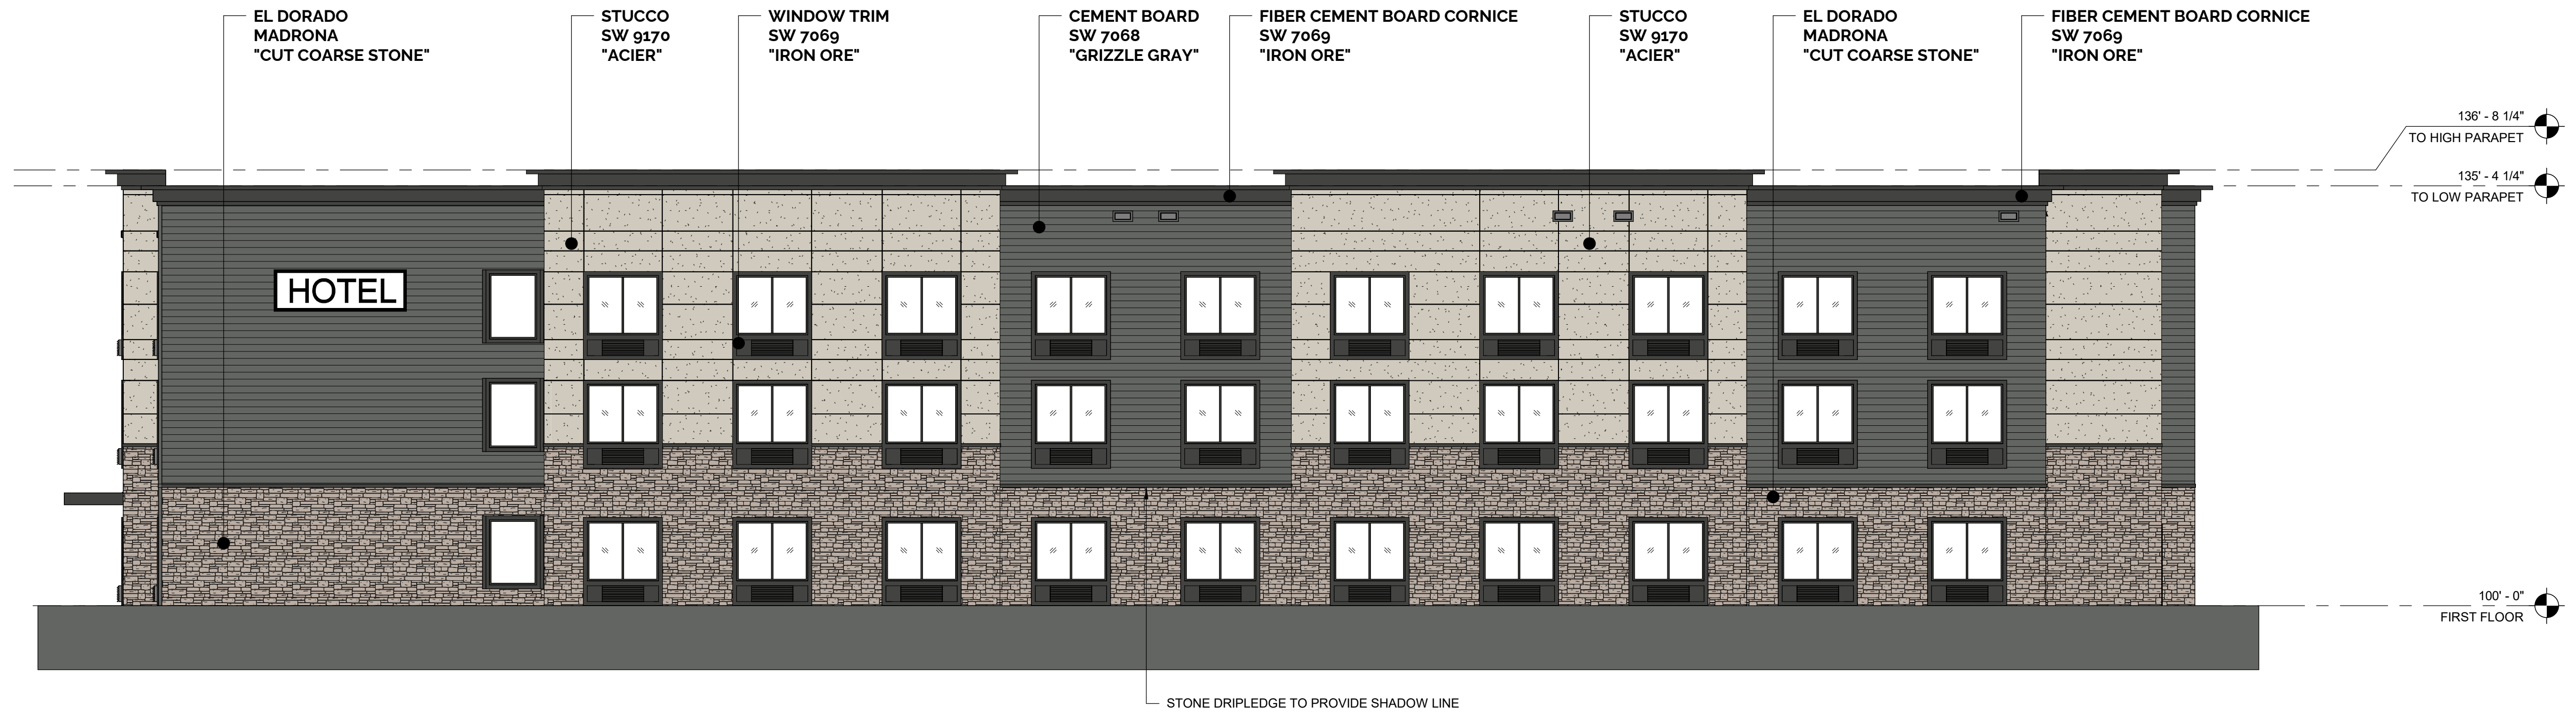 EL DORADO
MADRONA
"CUT COARSE STONE"
STUCCO
SW 9170
"ACIER"
WINDOW TRIM
SW 7069
"IRON ORE"
CEMENT BOARD
SW 7068
"GRIZZLE GRAY"
FIBER CEMENT BOARD CORNICE
SW 7069
"IRON ORE"
STUCCO
SW 9170
"ACIER"
EL DORADO
MADRONA
"CUT COARSE STONE"
FIBER CEMENT BOARD CORNICE
SW 7069
"IRON ORE"
136' - 8 1/4"
TO HIGH PARAPET
135' - 4 1/4"
TO LOW PARAPET
HOTEL
100' - 0"
FIRST FLOOR
STONE DRIPLEDGE TO PROVIDE SHADOW LINE